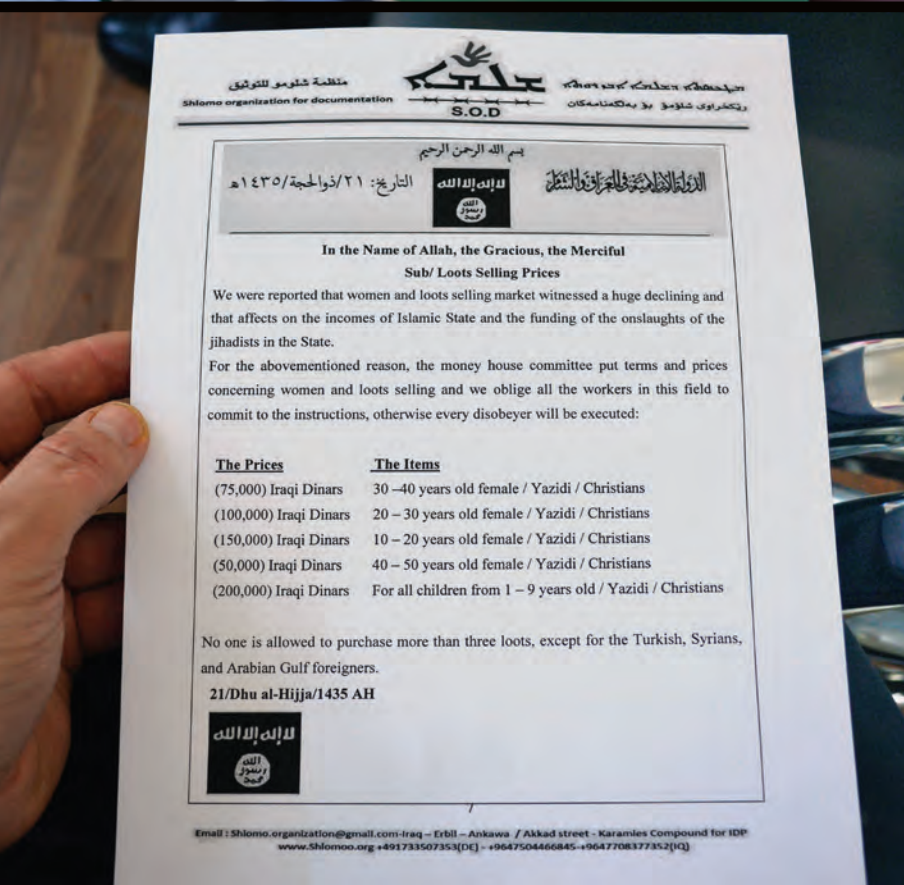 منظمة شلومو للتوثيق
Shlomo organization for documentation
S.O.D
رێکخراوی شلۆمۆ بۆ بەڵگەنامەکان
بسم الله الرحمن الرحيم
الدولة الإسلامية في العراق والشام
التاريخ: ٢١/ذوالحجة/١٤٣٥هـ
لا اله الا الله
الله
رسول
محمد
In the Name of Allah, the Gracious, the Merciful
Sub/ Loots Selling Prices
We were reported that women and loots selling market witnessed a huge declining and
that affects on the incomes of Islamic State and the funding of the onslaughts of the
jihadists in the State.
For the abovementioned reason, the money house committee put terms and prices
concerning women and loots selling and we oblige all the workers in this field to
commit to the instructions, otherwise every disobeyer will be executed:
The Prices The Items
(75,000) Iraqi Dinars 30 –40 years old female / Yazidi / Christians
(100,000) Iraqi Dinars 20 – 30 years old female / Yazidi / Christians
(150,000) Iraqi Dinars 10 – 20 years old female / Yazidi / Christians
(50,000) Iraqi Dinars 40 – 50 years old female / Yazidi / Christians
(200,000) Iraqi Dinars For all children from 1 – 9 years old / Yazidi / Christians
No one is allowed to purchase more than three loots, except for the Turkish, Syrians,
and Arabian Gulf foreigners.
21/Dhu al-Hijja/1435 AH
لا اله الا الله
الله
رسول
محمد
Email : Shlomo.organization@gmail.com-Iraq – Erbil – Ankawa / Akkad street - Karamles Compound for IDP
www.Shlomoo.org +491733507353(DE) - +9647504466845-+9647708377352(IQ)